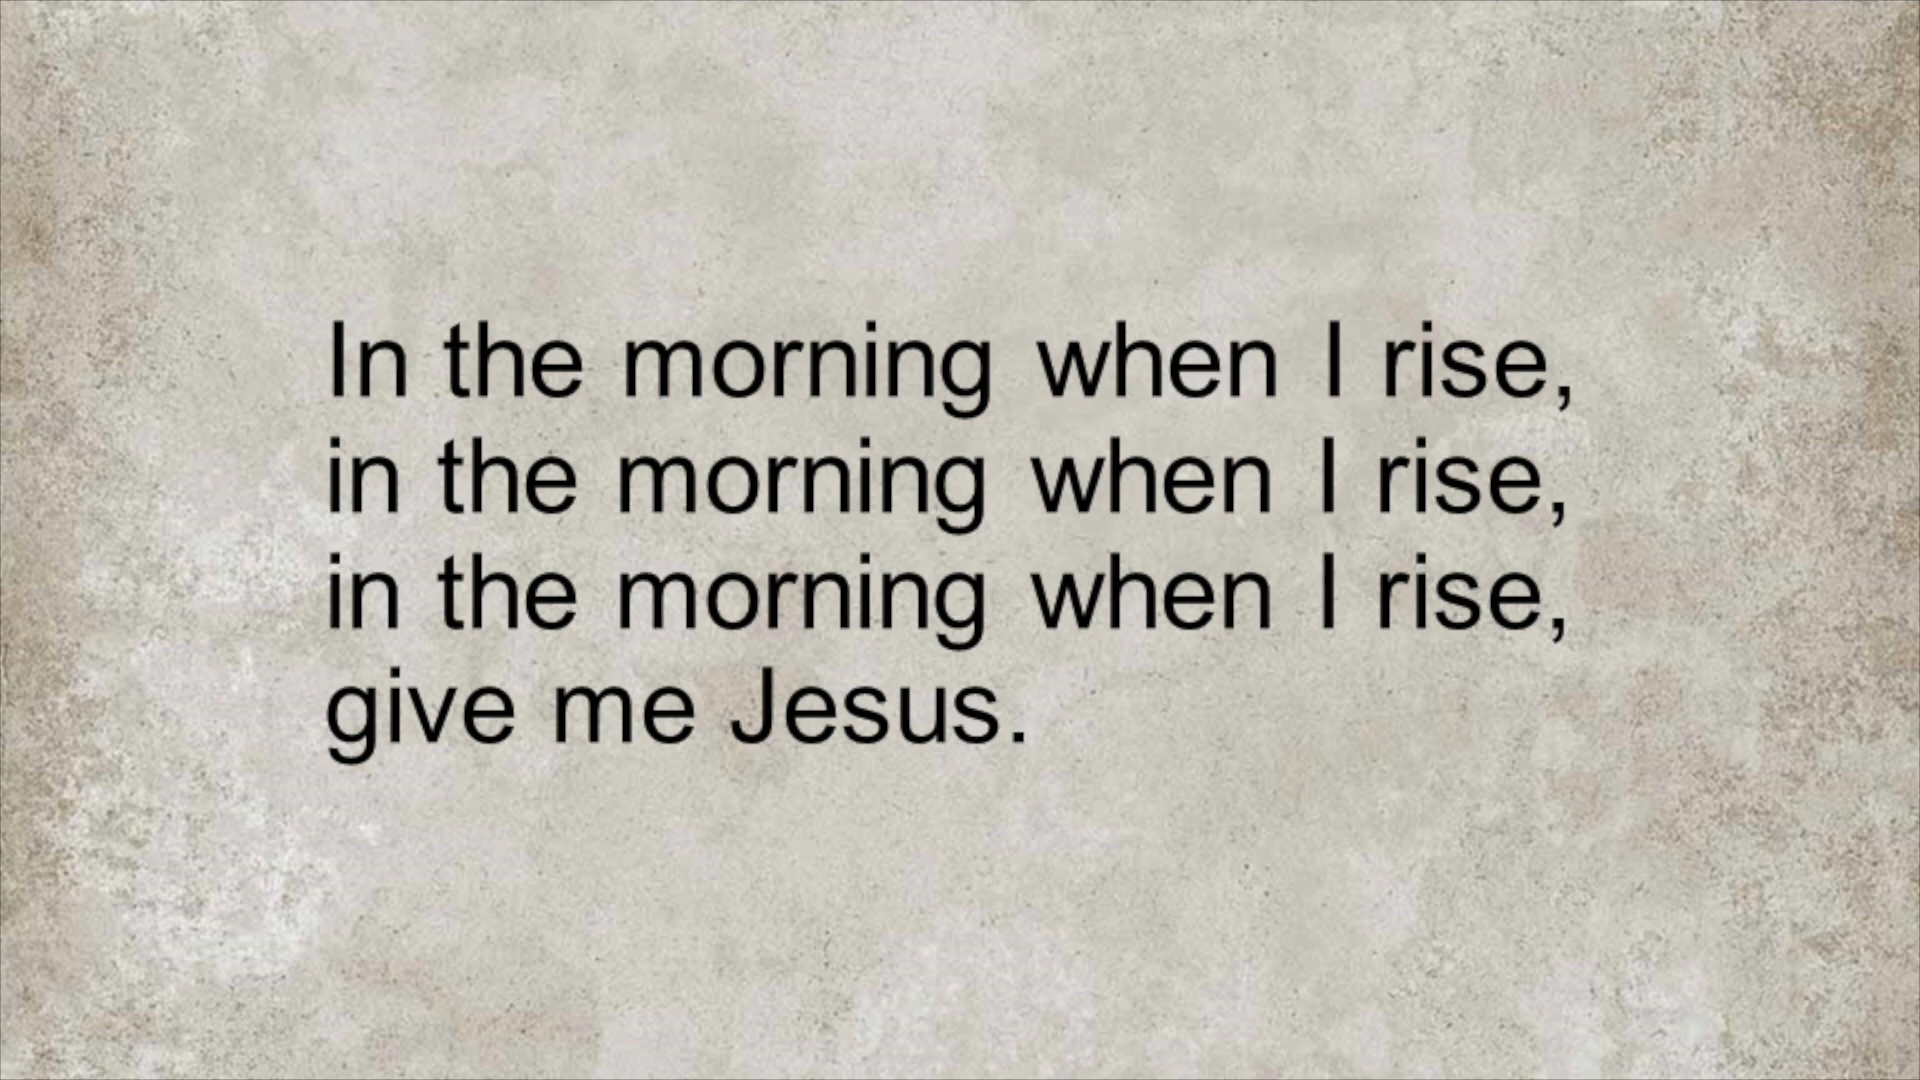 In the morning when I rise,
in the morning when I rise,
in the morning when I rise,
give me Jesus.